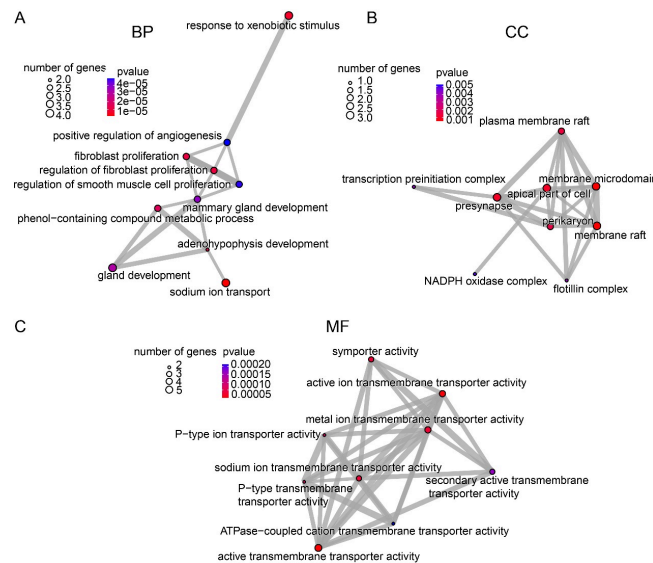 A
BP
response to xenobiotic stimulus
number of genes
2.0
2.5
3.0
3.5
4.0
pvalue
4e−05
3e−05
2e−05
1e−05
positive regulation of angiogenesis
fibroblast proliferation
regulation of fibroblast proliferation
regulation of smooth muscle cell proliferation
mammary gland development
phenol−containing compound metabolic process
adenohypophysis development
gland development
sodium ion transport
B
CC
number of genes
1.0
1.5
2.0
2.5
3.0
pvalue
0.005
0.004
0.003
0.002
0.001
plasma membrane raft
transcription preinitiation complex
membrane microdomain
apical part of cell
presynapse
perikaryon
membrane raft
NADPH oxidase complex
flotillin complex
C
MF
number of genes
2
3
4
5
pvalue
0.00020
0.00015
0.00010
0.00005
symporter activity
active ion transmembrane transporter activity
metal ion transmembrane transporter activity
P−type ion transporter activity
sodium ion transmembrane transporter activity
P−type transmembrane
transporter activity
secondary active transmembrane
transporter activity
ATPase−coupled cation transmembrane transporter activity
active transmembrane transporter activity